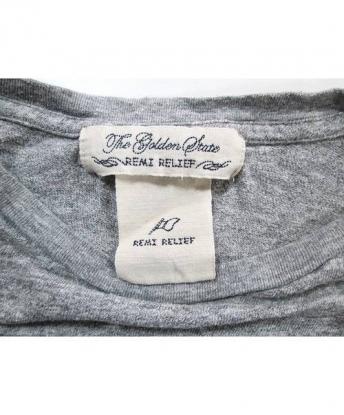 The Golden State
REMI RELIEF
REMI RELIEF